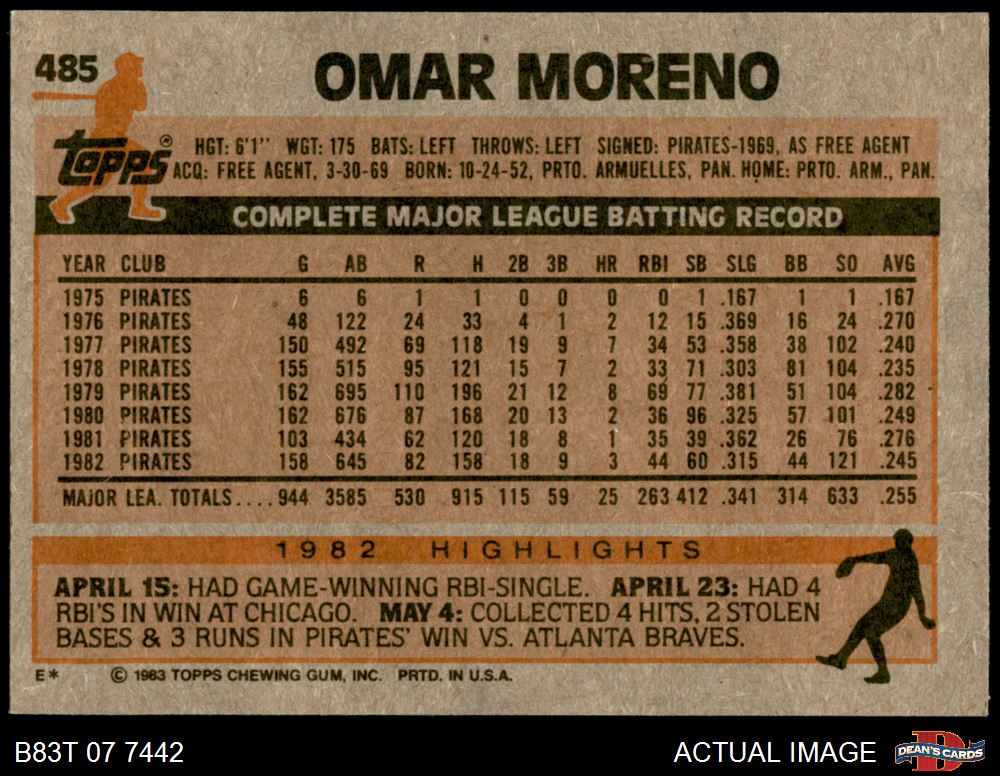 485 OMAR MORENO
Topps® HGT: 6'1" WGT: 175 BATS: LEFT THROWS: LEFT SIGNED: PIRATES-1969, AS FREE AGENT
ACQ: FREE AGENT, 3-30-69 BORN: 10-24-52, PRTO. ARMUELLES, PAN. HOME: PRTO. ARM., PAN.
COMPLETE MAJOR LEAGUE BATTING RECORD
YEAR CLUB G AB R H 2B 3B HR RBI SB SLG BB SO AVG
1975 PIRATES 6 6 1 1 0 0 0 0 1 .167 1 1 .167
1976 PIRATES 48 122 24 33 4 1 2 12 15 .369 16 24 .270
1977 PIRATES 150 492 69 118 19 9 7 34 53 .358 38 102 .240
1978 PIRATES 155 515 95 121 15 7 2 33 71 .303 81 104 .235
1979 PIRATES 162 695 110 196 21 12 8 69 77 .381 51 104 .282
1980 PIRATES 162 676 87 168 20 13 2 36 96 .325 57 101 .249
1981 PIRATES 103 434 62 120 18 8 1 35 39 .362 26 76 .276
1982 PIRATES 158 645 82 158 18 9 3 44 60 .315 44 121 .245
MAJOR LEA. TOTALS....944 3585 530 915 115 59 25 263 412 .341 314 633 .255
1982 HIGHLIGHTS
APRIL 15: HAD GAME-WINNING RBI-SINGLE. APRIL 23: HAD 4
RBI'S IN WIN AT CHICAGO. MAY 4: COLLECTED 4 HITS, 2 STOLEN
BASES & 3 RUNS IN PIRATES' WIN VS. ATLANTA BRAVES.
E* © 1983 TOPPS CHEWING GUM, INC. PRTD. IN U.S.A.
B83T 07 7442 ACTUAL IMAGE D DEAN'S CARDS